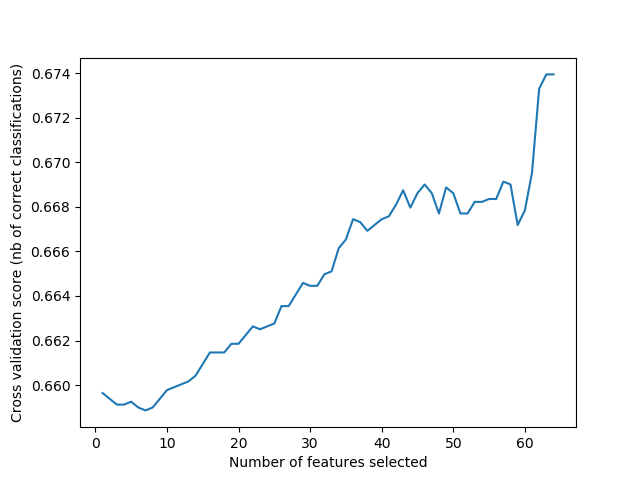 Cross validation score (nb of correct classifications)
0.674
0.672
0.670
0.668
0.666
0.664
0.662
0.660
0 10 20 30 40 50 60
Number of features selected